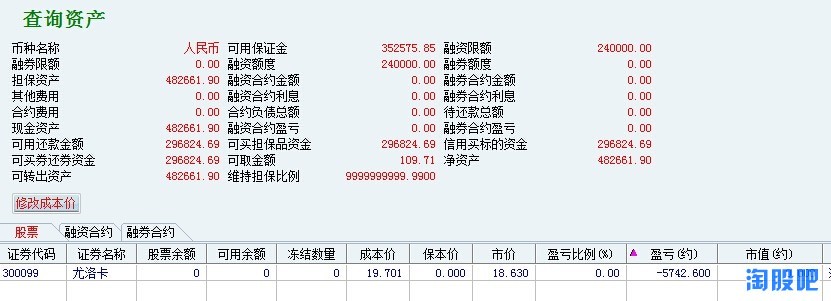 查询资产
币种名称 人民币 可用保证金 352575.85 融资限额 240000.00
融券限额 0.00 融资额度 240000.00 融券额度 0.00
担保资产 482661.90 融资合约金额 0.00 融券合约金额 0.00
其他费用 0.00 融资合约利息 0.00 融券合约利息 0.00
合约费用 0.00 合约负债总额 0.00 待还款总额 0.00
现金资产 482661.90 融资合约盈亏 0.00 融券合约盈亏 0.00
可用还款金额 296824.69 可买担保品资金 296824.69 信用买标的资金 296824.69
可买券还券资金 296824.69 可取金额 109.71 净资产 482661.90
可转出资产 482661.90 维持担保比例 9999999999.9900
修改成本价
股票 融资合约 融券合约
证券代码 证券名称 股票余额 可用余额 冻结数量 成本价 保本价 市价 盈亏比例(%) 盈亏(约) 市值(约)
300099 尤洛卡 0 0 0 19.701 0.000 18.630 0.00 -5742.600
淘股吧